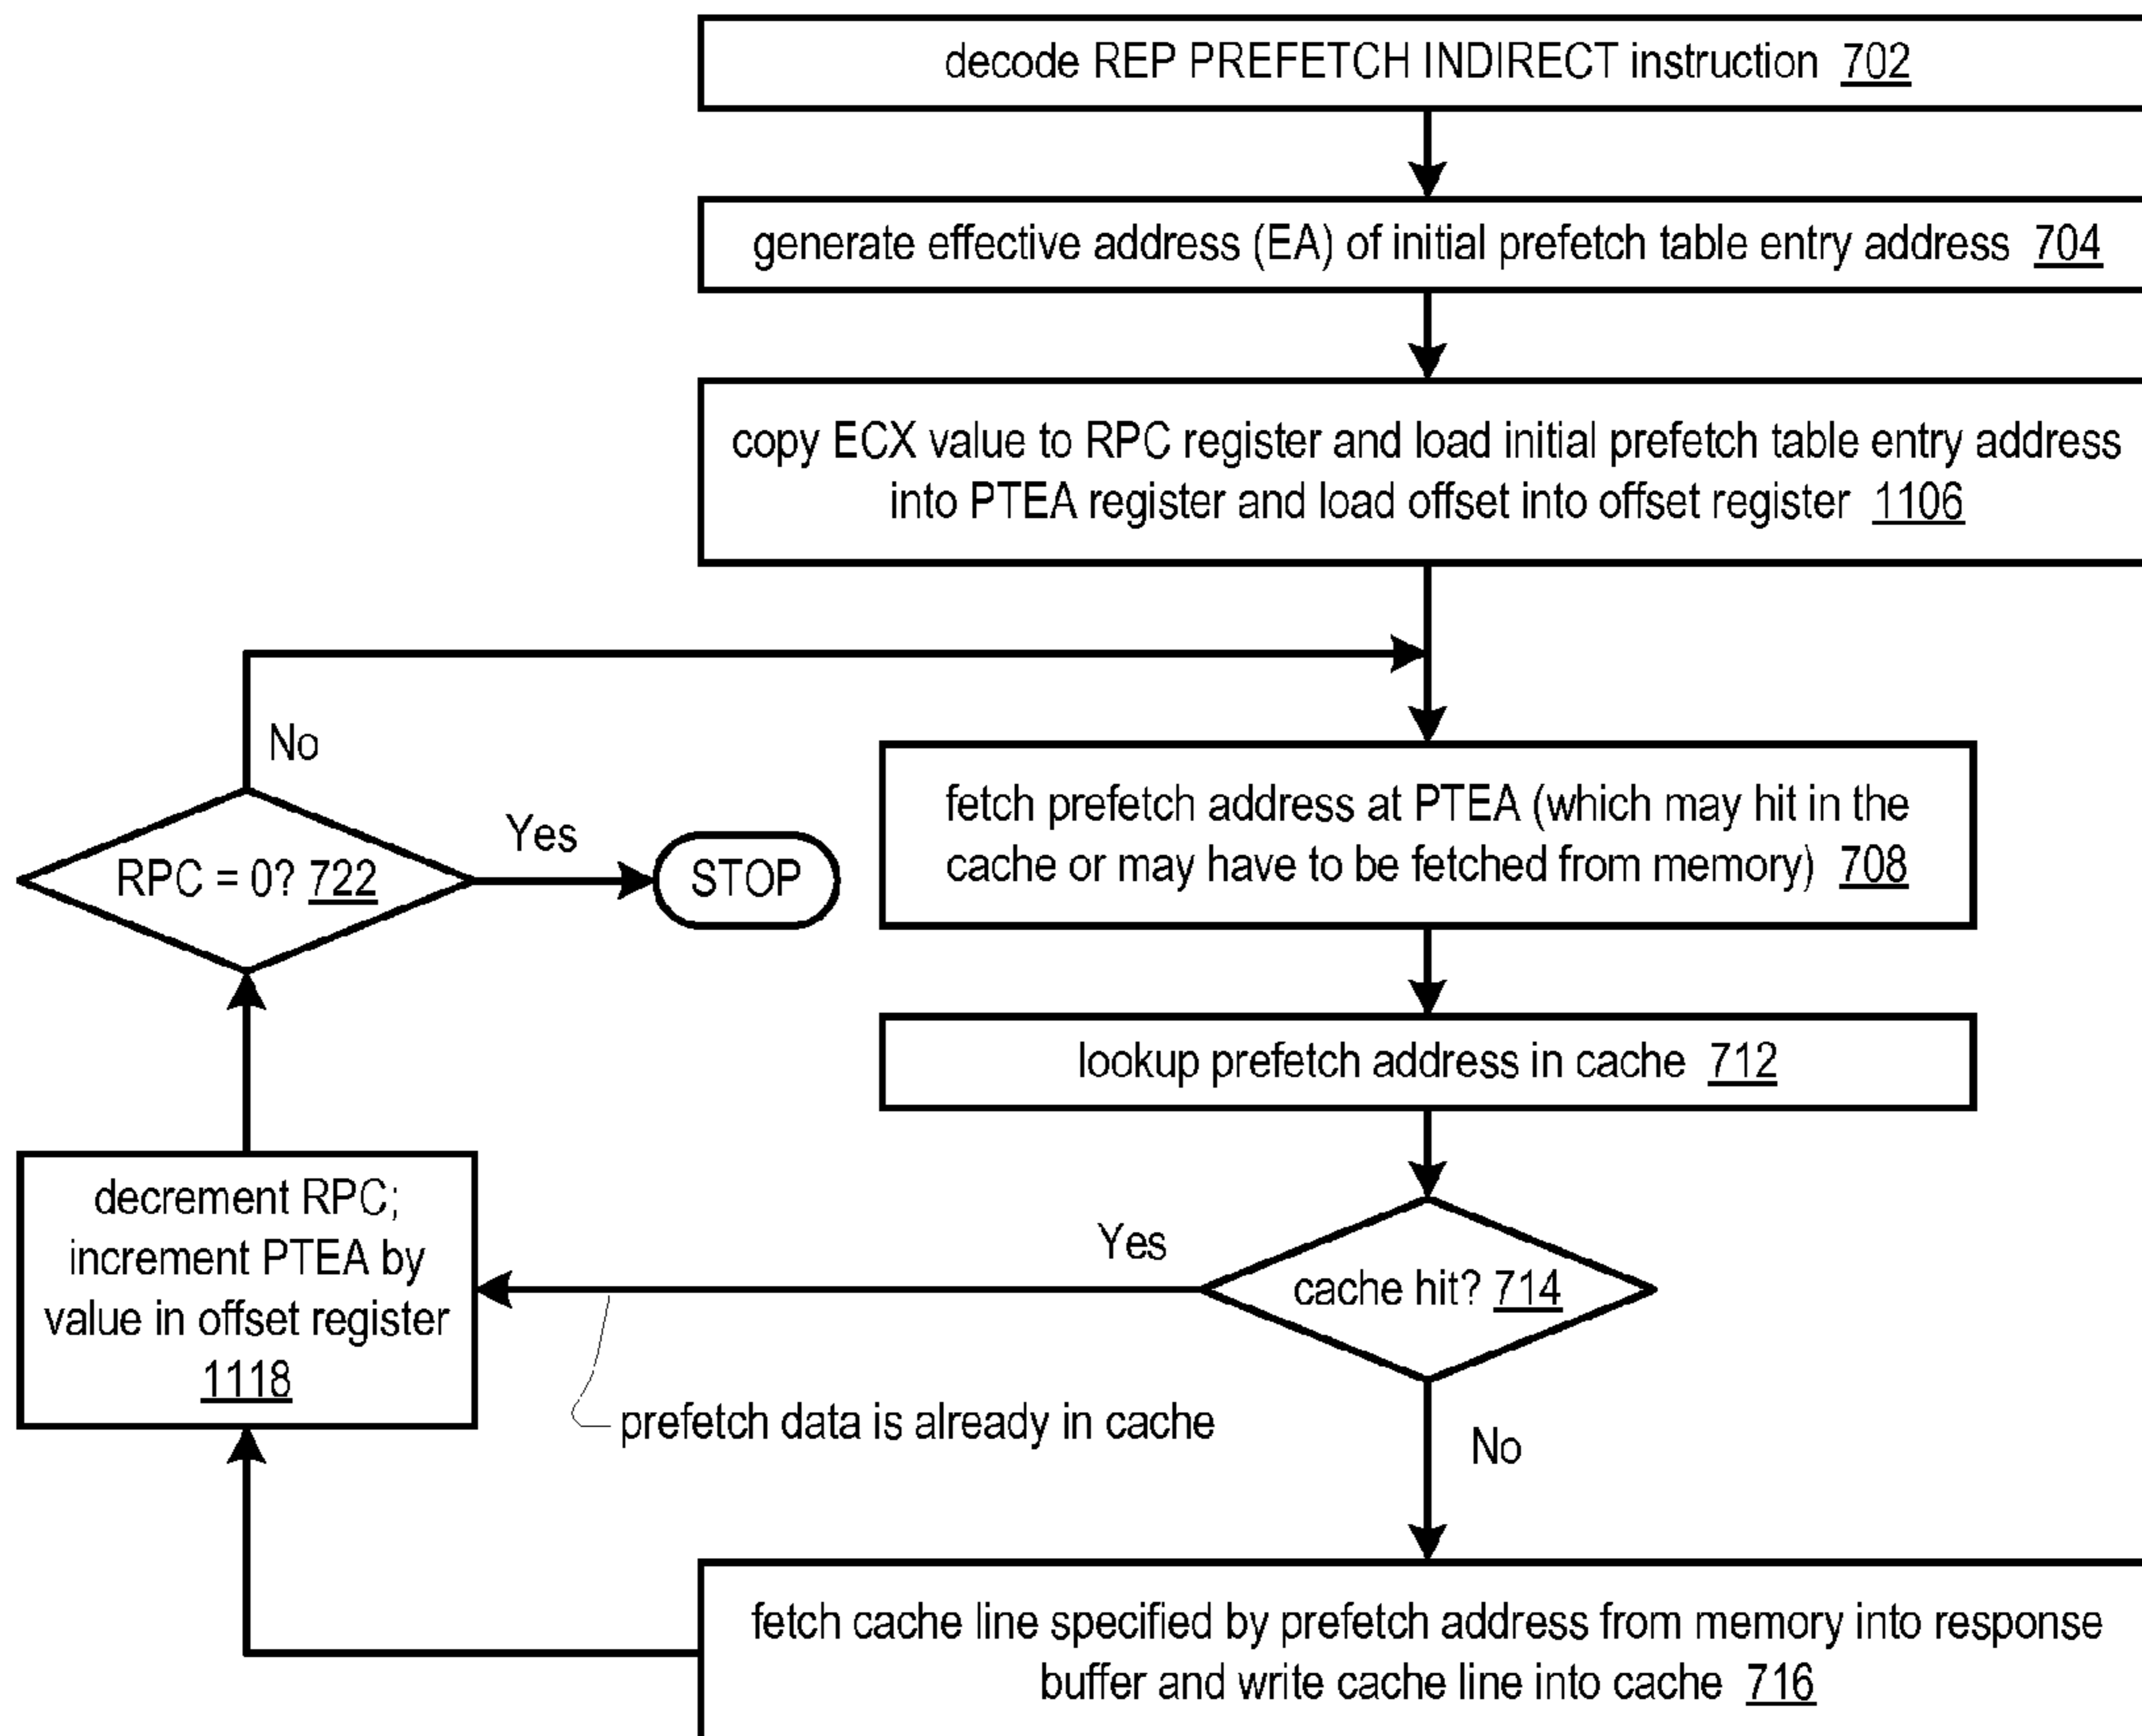 decode REP PREFETCH INDIRECT instruction 702
generate effective address (EA) of initial prefetch table entry address 704
copy ECX value to RPC register and load initial prefetch table entry address
into PTEA register and load offset into offset register 1106
No
RPC = 0? 722
Yes
STOP
fetch prefetch address at PTEA (which may hit in the
cache or may have to be fetched from memory) 708
lookup prefetch address in cache 712
cache hit? 714
Yes
prefetch data is already in cache
No
decrement RPC;
increment PTEA by
value in offset register
1118
fetch cache line specified by prefetch address from memory into response
buffer and write cache line into cache 716